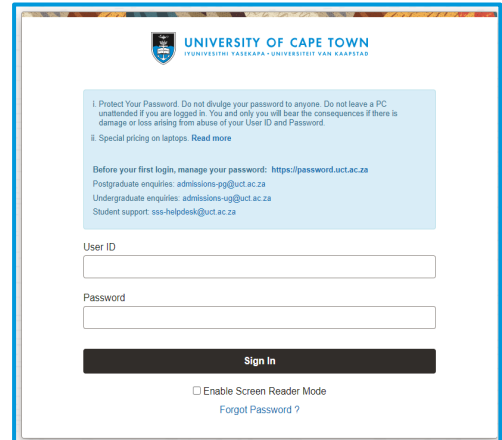 UNIVERSITY OF CAPE TOWN
IYUNIVESITHI YASEKAPA • UNIVERSITEIT VAN KAAPSTAD
i. Protect Your Password. Do not divulge your password to anyone. Do not leave a PC
unattended if you are logged in. You and only you will bear the consequences if there is
damage or loss arising from abuse of your User ID and Password.
ii. Special pricing on laptops. Read more
Before your first login, manage your password: https://password.uct.ac.za
Postgraduate enquiries: admissions-pg@uct.ac.za
Undergraduate enquiries: admissions-ug@uct.ac.za
Student support: sss-helpdesk@uct.ac.za
User ID
Password
Sign In
Enable Screen Reader Mode
Forgot Password ?